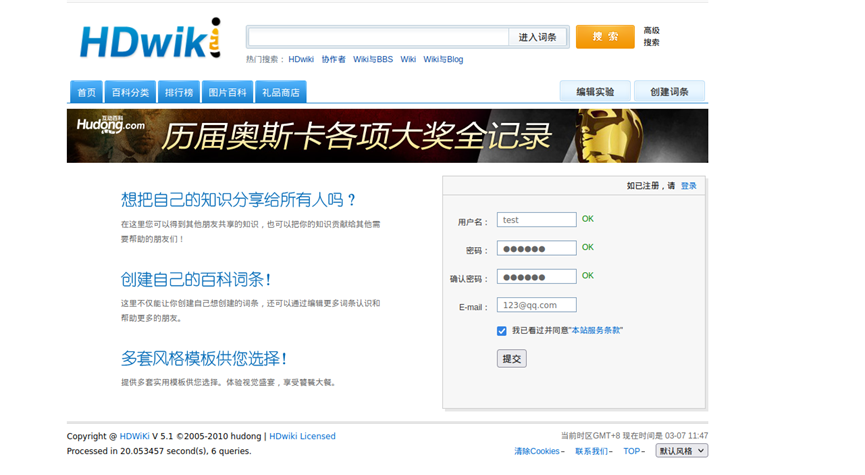 HDwiki
进入词条
搜 索
高级
搜索
热门搜索： HDwiki 协作者 Wiki与BBS Wiki Wiki与Blog
首页 百科分类 排行榜 图片百科 礼品商店 编辑实验 创建词条
互动百科
Hudong.com
历届奥斯卡各项大奖全记录
如已注册，请 登录
想把自己的知识分享给所有人吗？
在这里您可以得到其他朋友共享的知识，也可以把你的知识贡献给其他需
要帮助的朋友们！
创建自己的百科词条！
这里不仅能让你创建自己想创建的词条，还可以通过编辑更多词条认识和
帮助更多的朋友。
多套风格模板供您选择！
提供多套实用模板供您选择。体验视觉盛宴，享受饕餮大餐。
用户名： test OK
密码： ●●●●●● OK
确认密码： ●●●●●● OK
E-mail： 123@qq.com
我已看过并同意"本站服务条款"
提交
Copyright @ HDWiKi V 5.1 ©2005-2010 hudong | HDwiki Licensed
Processed in 20.053457 second(s), 6 queries.
当前时区GMT+8 现在时间是 03-07 11:47
清除Cookies – 联系我们 – TOP – 默认风格